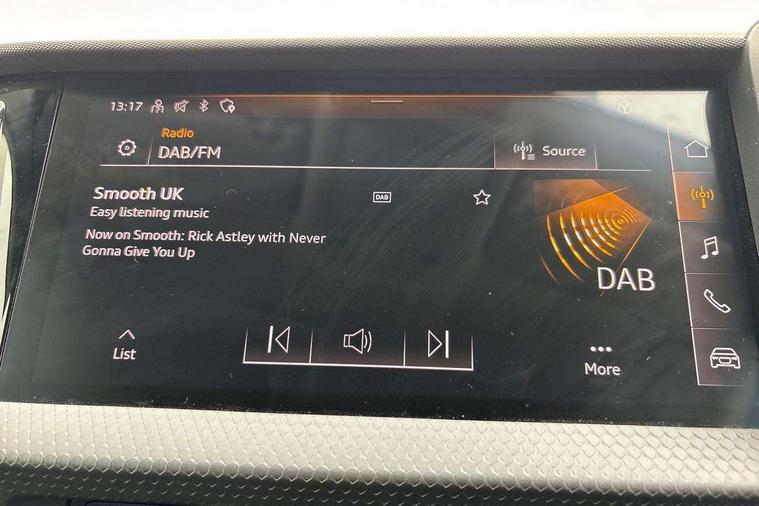 13:17
Radio
DAB/FM
Source
Smooth UK
DAB
Easy listening music
Now on Smooth: Rick Astley with Never
Gonna Give You Up
DAB
List
More